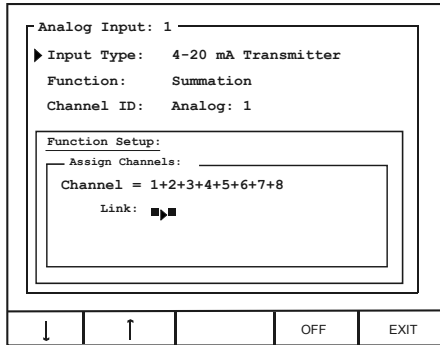 Analog Input: 1
Input Type: 4-20 mA Transmitter
Function: Summation
Channel ID: Analog: 1
Function Setup:
Assign Channels:
Channel = 1+2+3+4+5+6+7+8
Link:
OFF EXIT